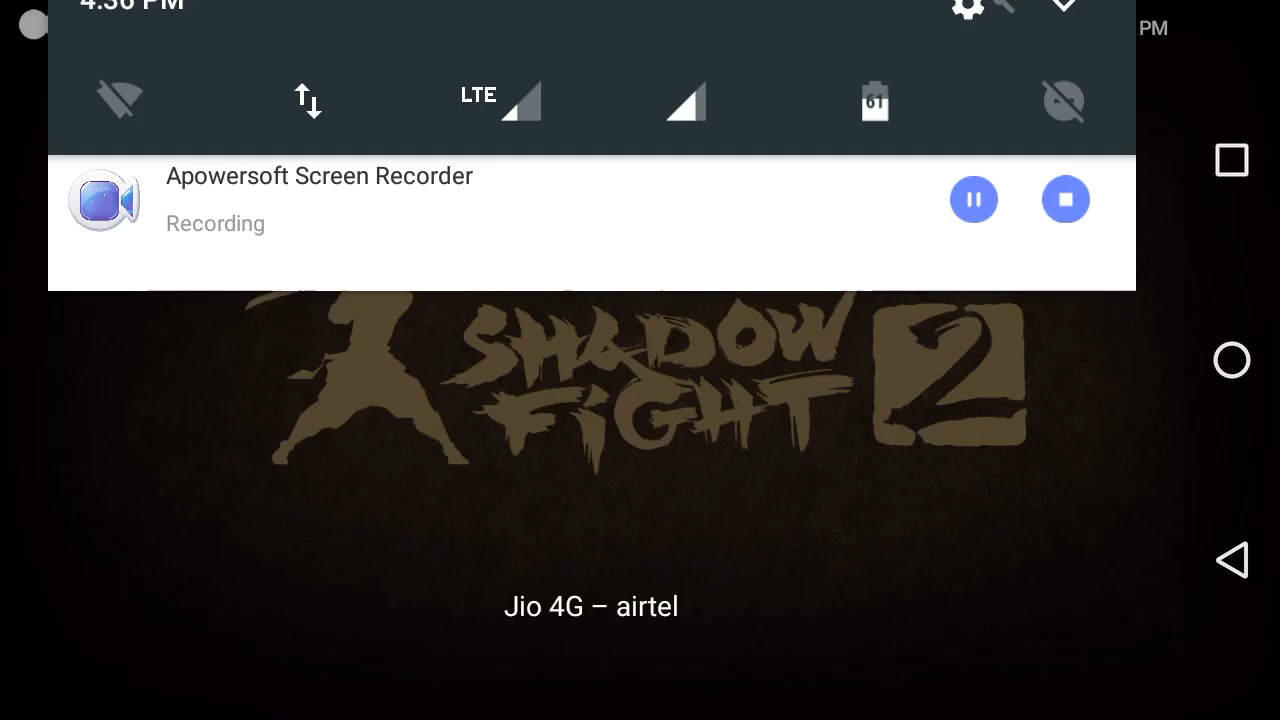 4:36 PM
PM
LTE
61
Apowersoft Screen Recorder
Recording
SHADOW
FiGHT
2
Jio 4G – airtel